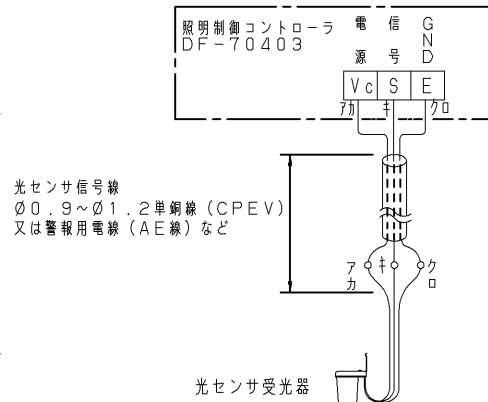 照明制御コントローラ
DF-70403
電源
信号
GND
Vc S E
アカ キ クロ
光センサ信号線
Ø0.9～Ø1.2単銅線(CPEV)
又は警報用電線(AE線)など
アカ キ クロ
光センサ受光器